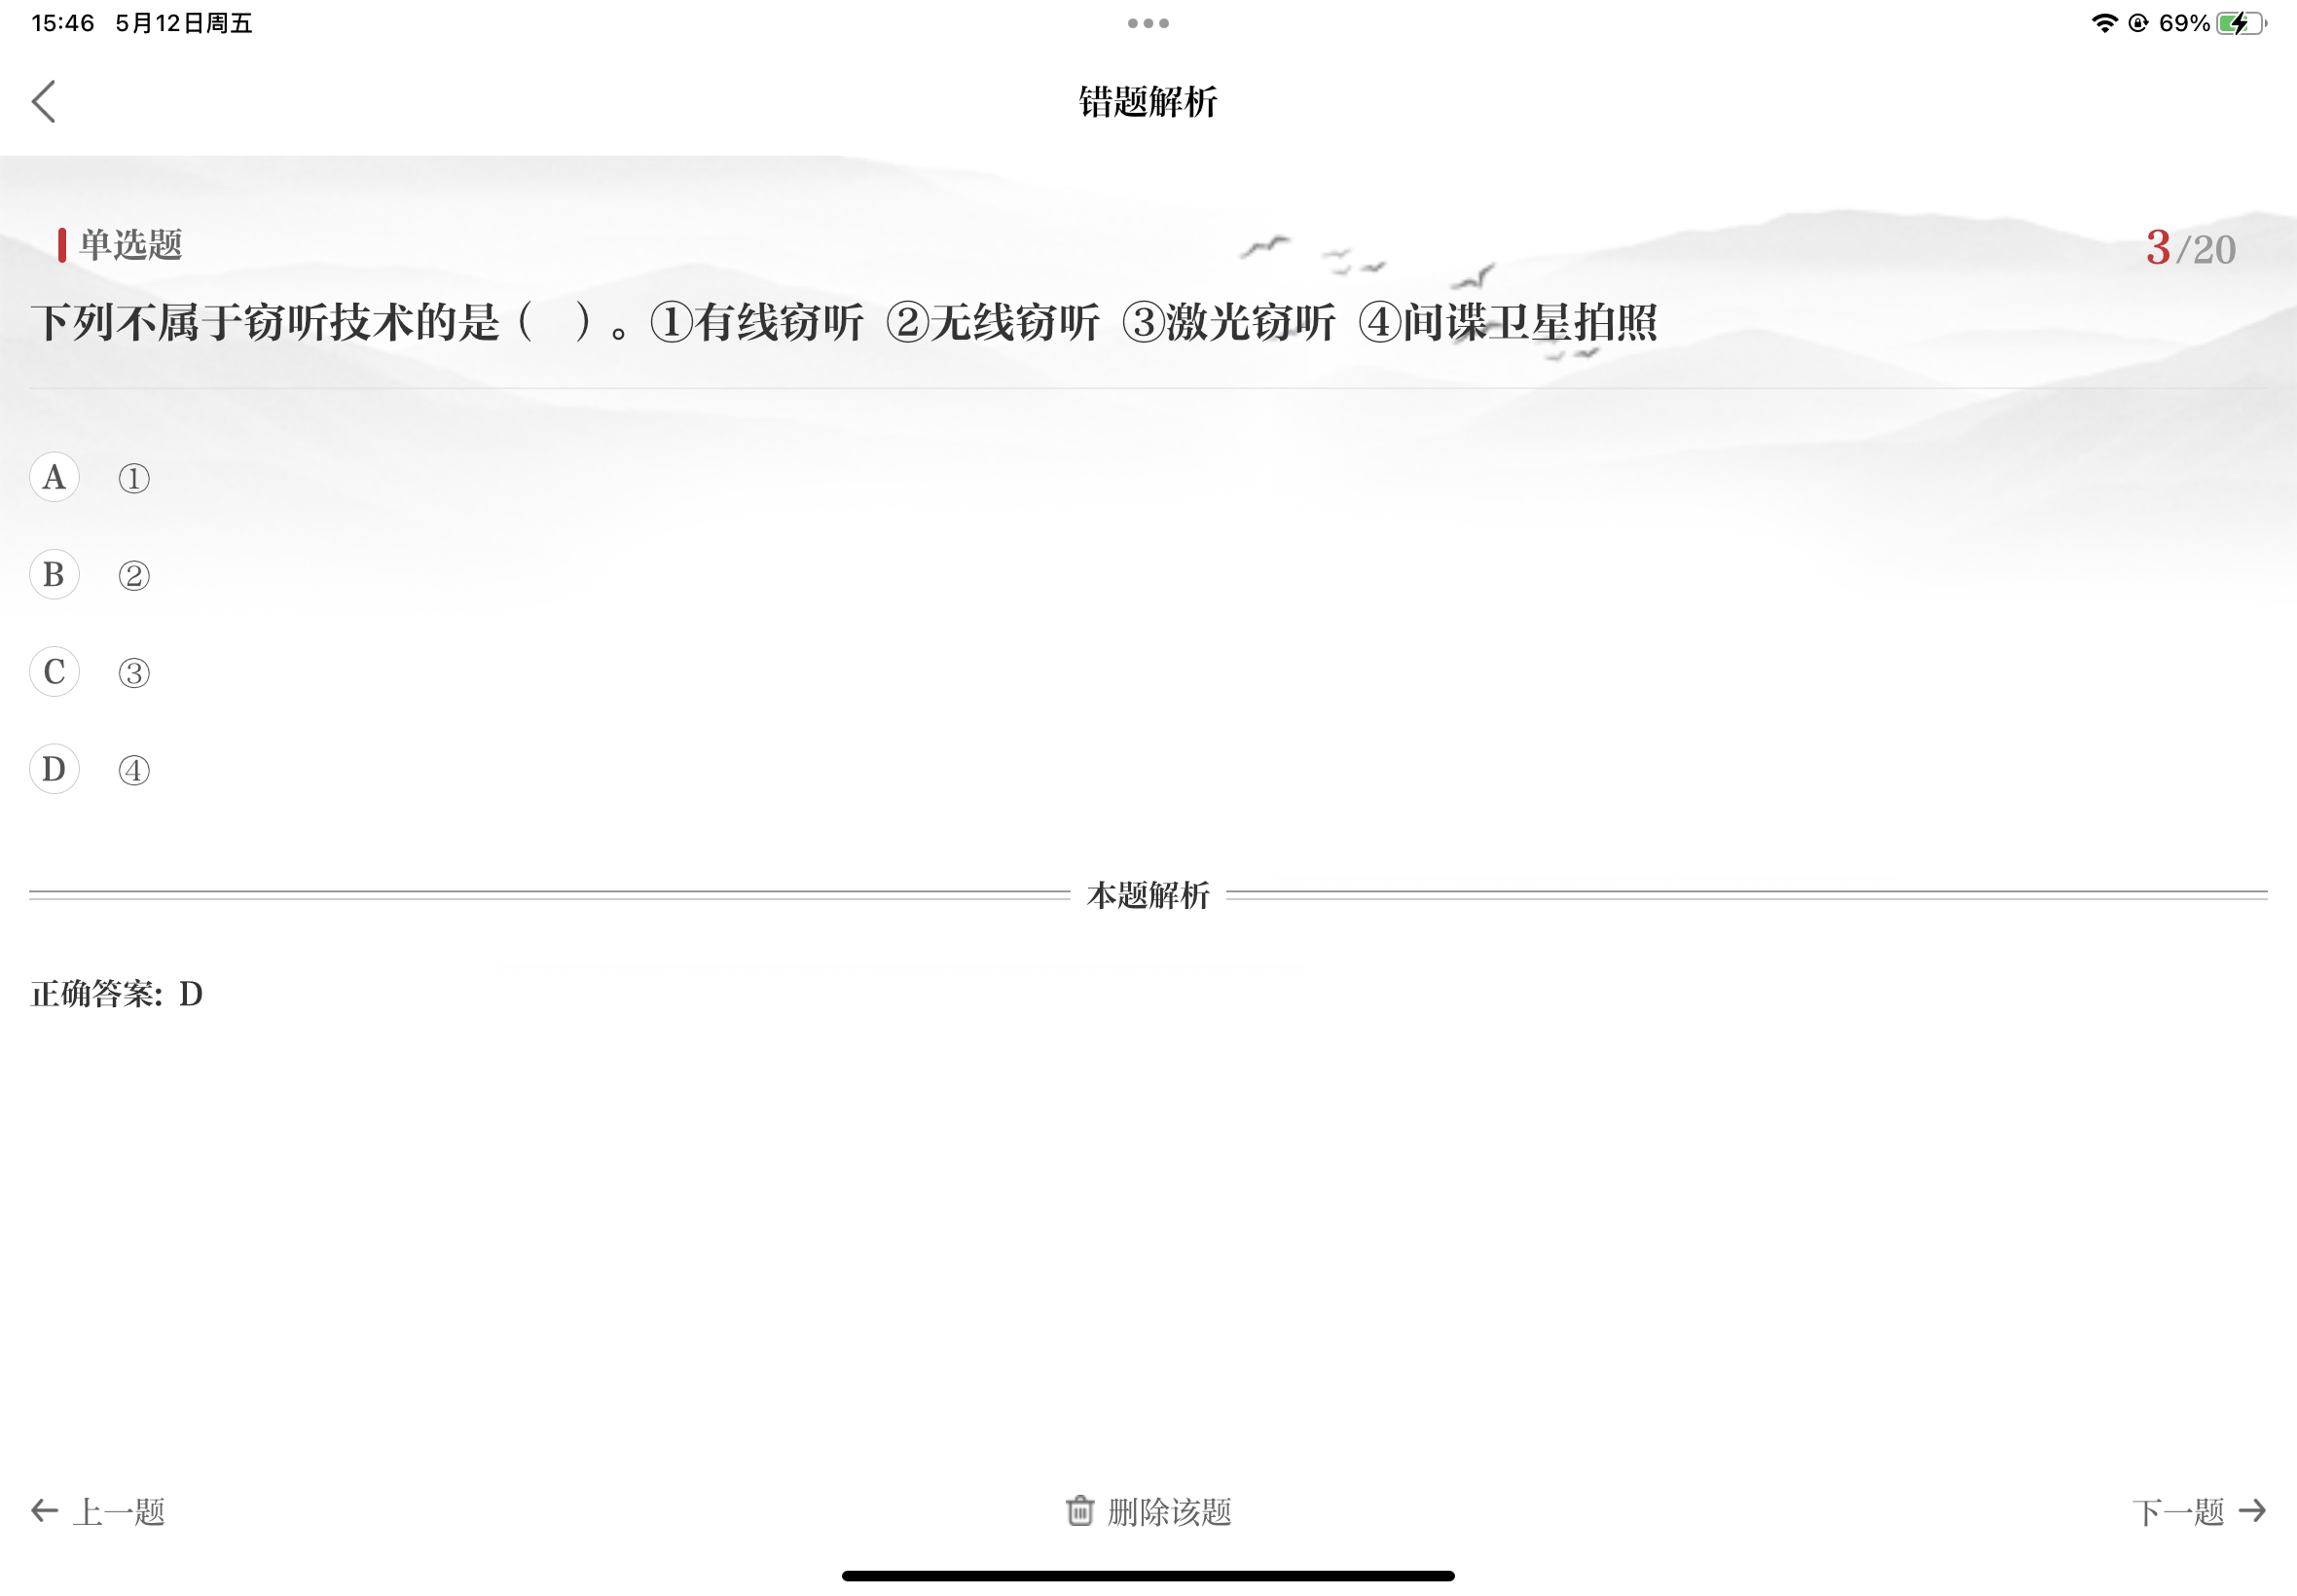 15:46 5月12日周五 69%
错题解析
单选题 3/20
下列不属于窃听技术的是（ ）。①有线窃听 ②无线窃听 ③激光窃听 ④间谍卫星拍照
A ①
B ②
C ③
D ④
本题解析
正确答案: D
上一题 删除该题 下一题